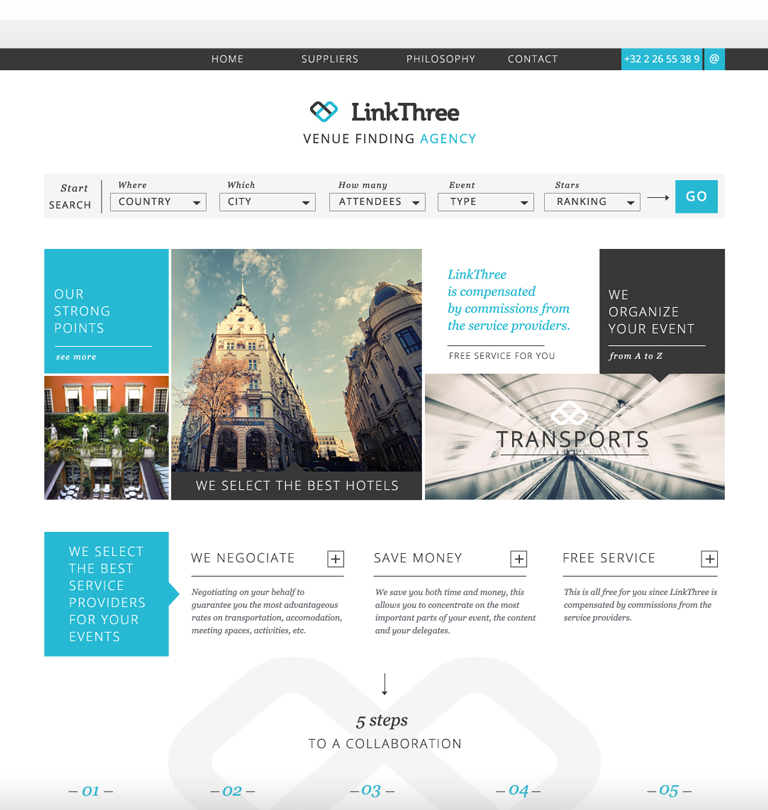 HOME SUPPLIERS PHILOSOPHY CONTACT +32 2 26 55 38 9 @
LinkThree
VENUE FINDING AGENCY
Start
SEARCH
Where
COUNTRY
Which
CITY
How many
ATTENDEES
Event
TYPE
Stars
RANKING
GO
OUR
STRONG
POINTS
see more
WE SELECT THE BEST HOTELS
LinkThree
is compensated
by commissions from
the service providers.
FREE SERVICE FOR YOU
WE
ORGANIZE
YOUR EVENT
from A to Z
TRANSPORTS
WE SELECT
THE BEST
SERVICE
PROVIDERS
FOR YOUR
EVENTS
WE NEGOCIATE +
Negotiating on your behalf to
guarantee you the most advantageous
rates on transportation, accomodation,
meeting spaces, activities, etc.
SAVE MONEY +
We save you both time and money, this
allows you to concentrate on the most
important parts of your event, the content
and your delegates.
FREE SERVICE +
This is all free for you since LinkThree is
compensated by commissions from the
service providers.
5 steps
TO A COLLABORATION
– 01 – – 02 – – 03 – – 04 – – 05 –